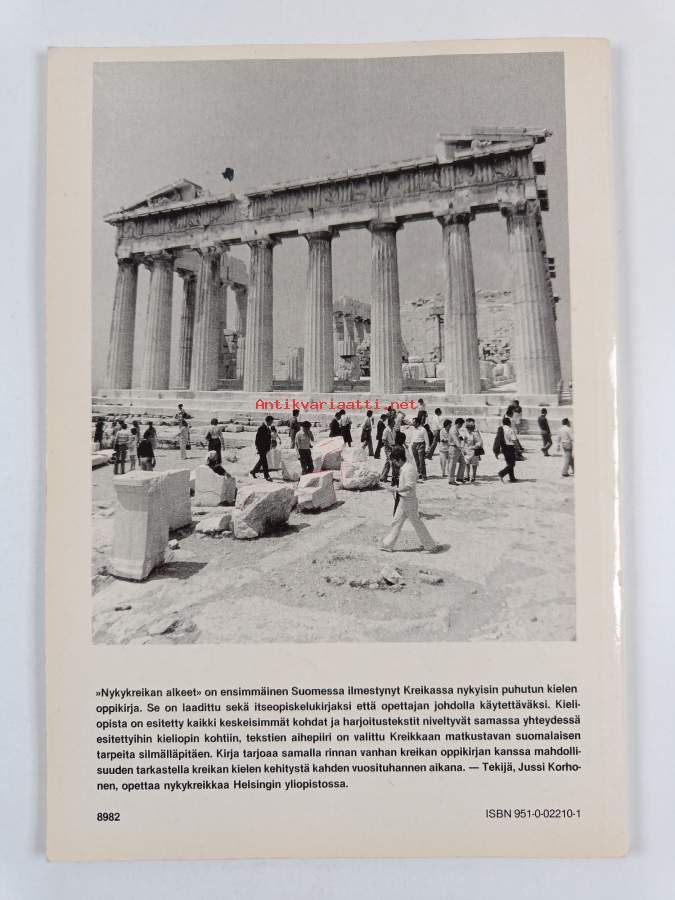 Antikvariaatti.net
»Nykykreikan alkeet» on ensimmäinen Suomessa ilmestynyt Kreikassa nykyisin puhutun kielen
oppikirja. Se on laadittu sekä itseopiskelukirjaksi että opettajan johdolla käytettäväksi. Kieli-
opista on esitetty kaikki keskeisimmät kohdat ja harjoitustekstit niveltyvät samassa yhteydessä
esitettyihin kieliopin kohtiin, tekstien aihepiiri on valittu Kreikkaan matkustavan suomalaisen
tarpeita silmälläpitäen. Kirja tarjoaa samalla rinnan vanhan kreikan oppikirjan kanssa mahdolli-
suuden tarkastella kreikan kielen kehitystä kahden vuosituhannen aikana. — Tekijä, Jussi Korho-
nen, opettaa nykykreikkaa Helsingin yliopistossa.
8982
ISBN 951-0-02210-1